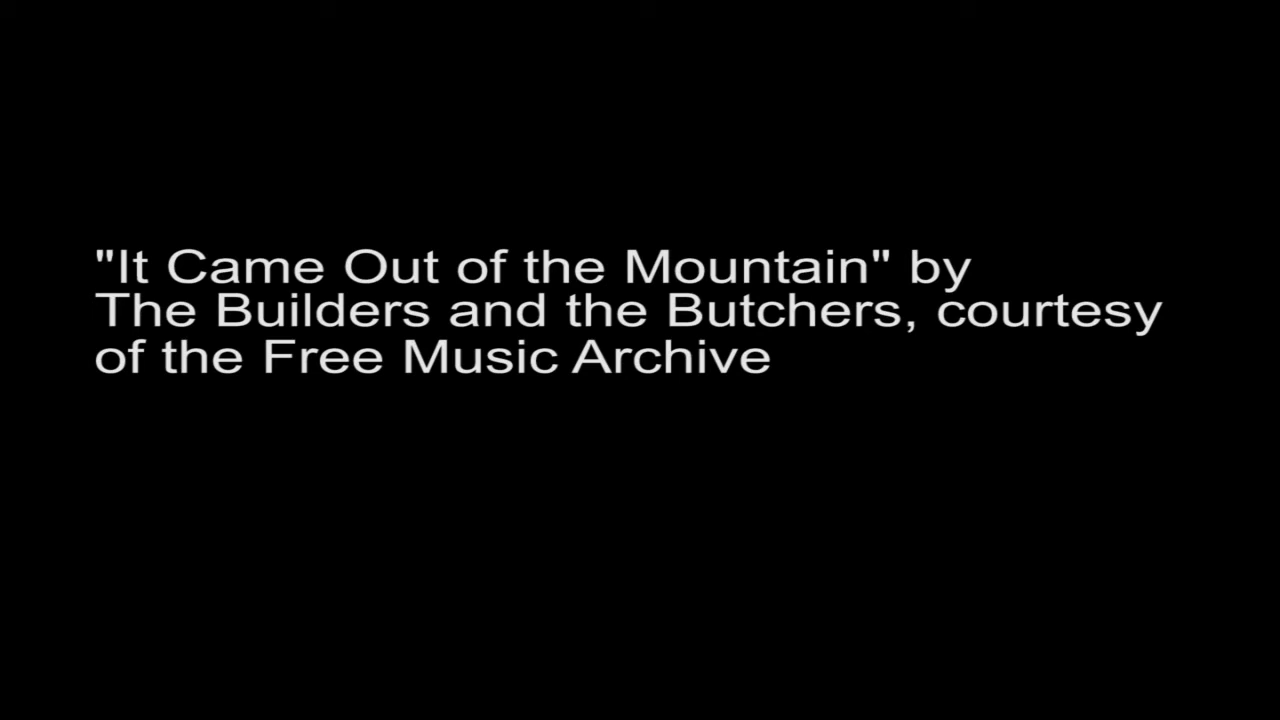 "It Came Out of the Mountain" by
The Builders and the Butchers, courtesy
of the Free Music Archive